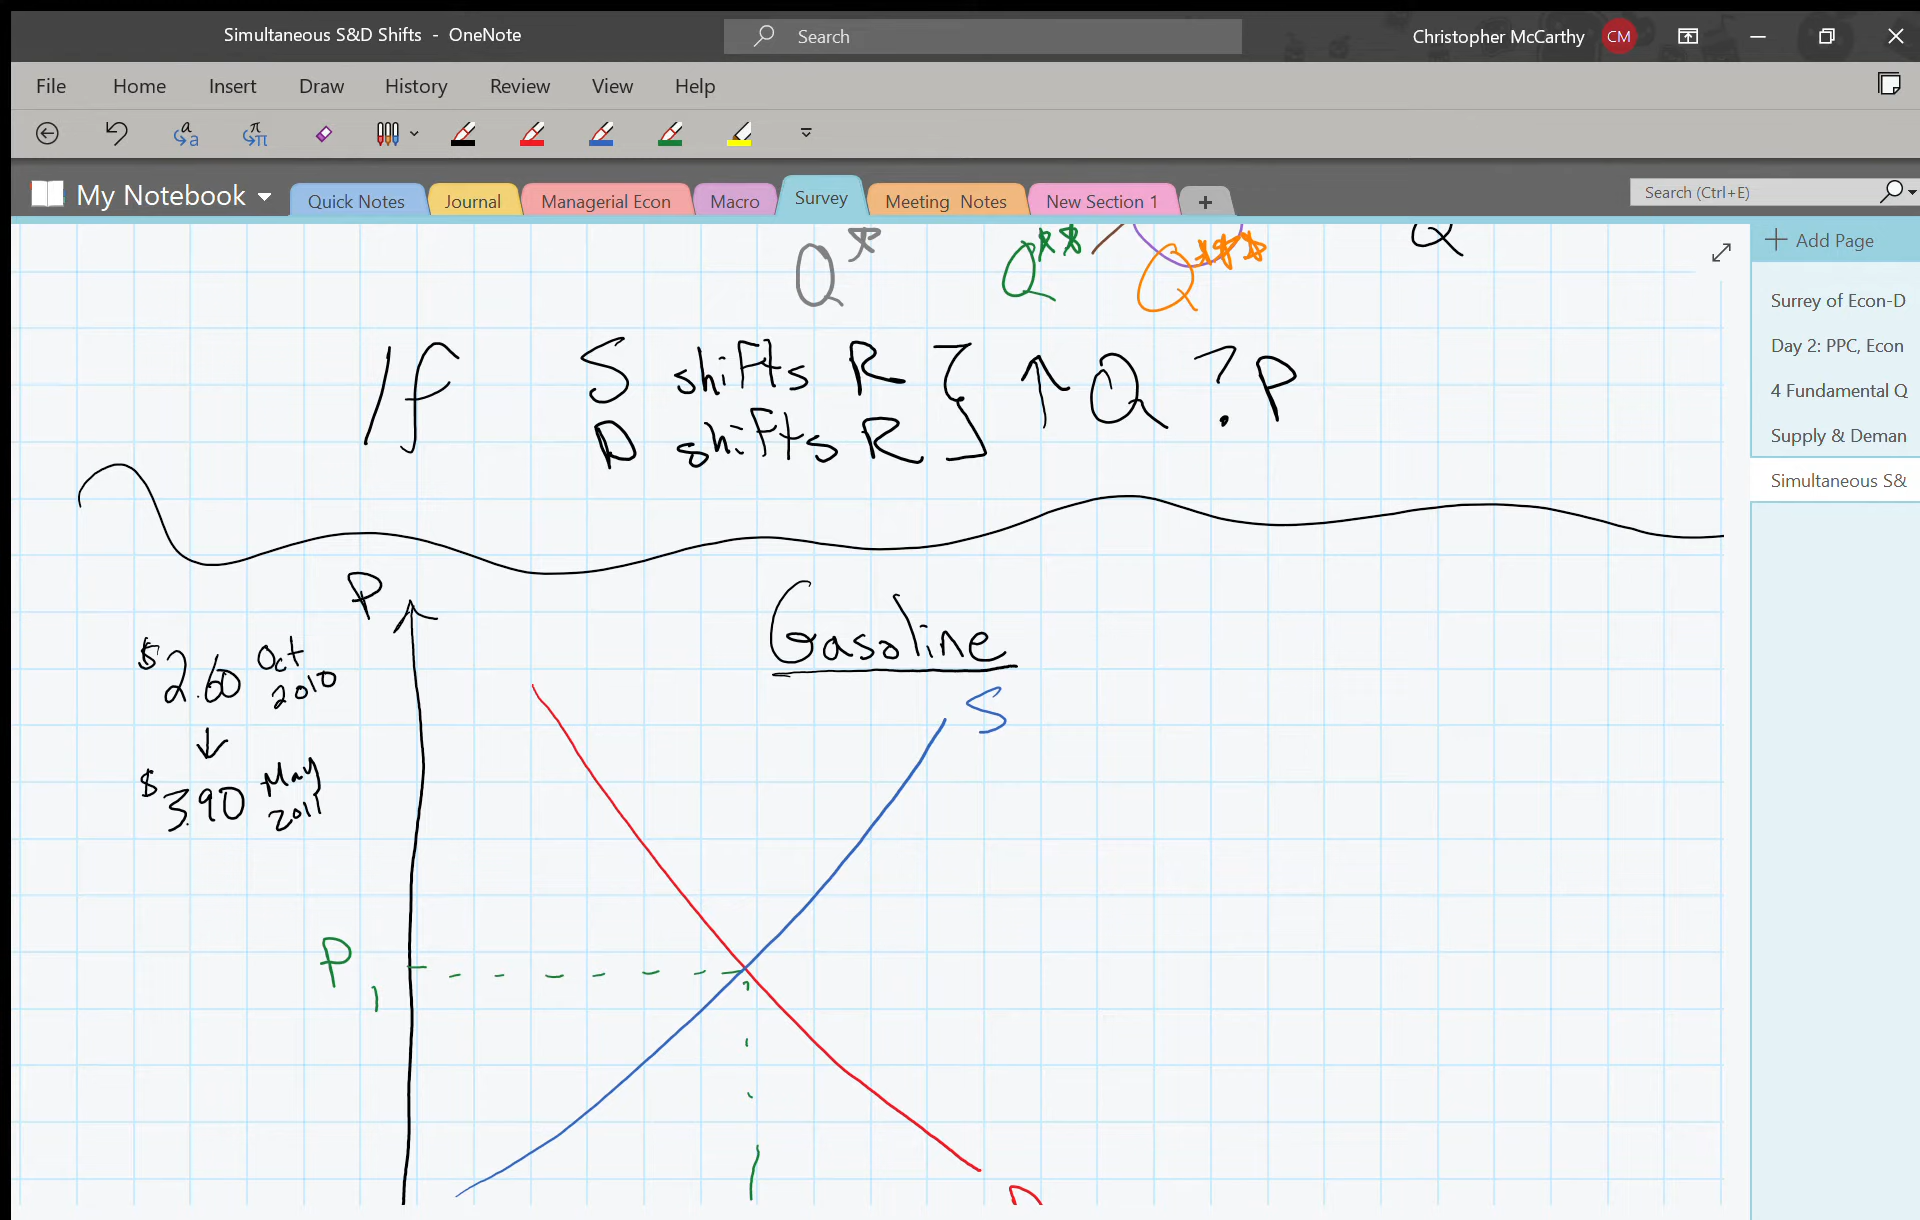 Simultaneous S&D Shifts - OneNote
Search
Christopher McCarthy
CM
File Home Insert Draw History Review View Help
My Notebook
Quick Notes
Journal
Managerial Econ
Macro
Survey
Meeting Notes
New Section 1
Search (Ctrl+E)
Add Page
Surrey of Econ-D
Day 2: PPC, Econ
4 Fundamental Q
Supply & Deman
Simultaneous S&
Q* Q** Q*** Q
If S shifts R } ↑Q ?P
D shifts R
P
Gasoline
$2.60 Oct 2010
↓
$3.90 May 2011
S
P1
D